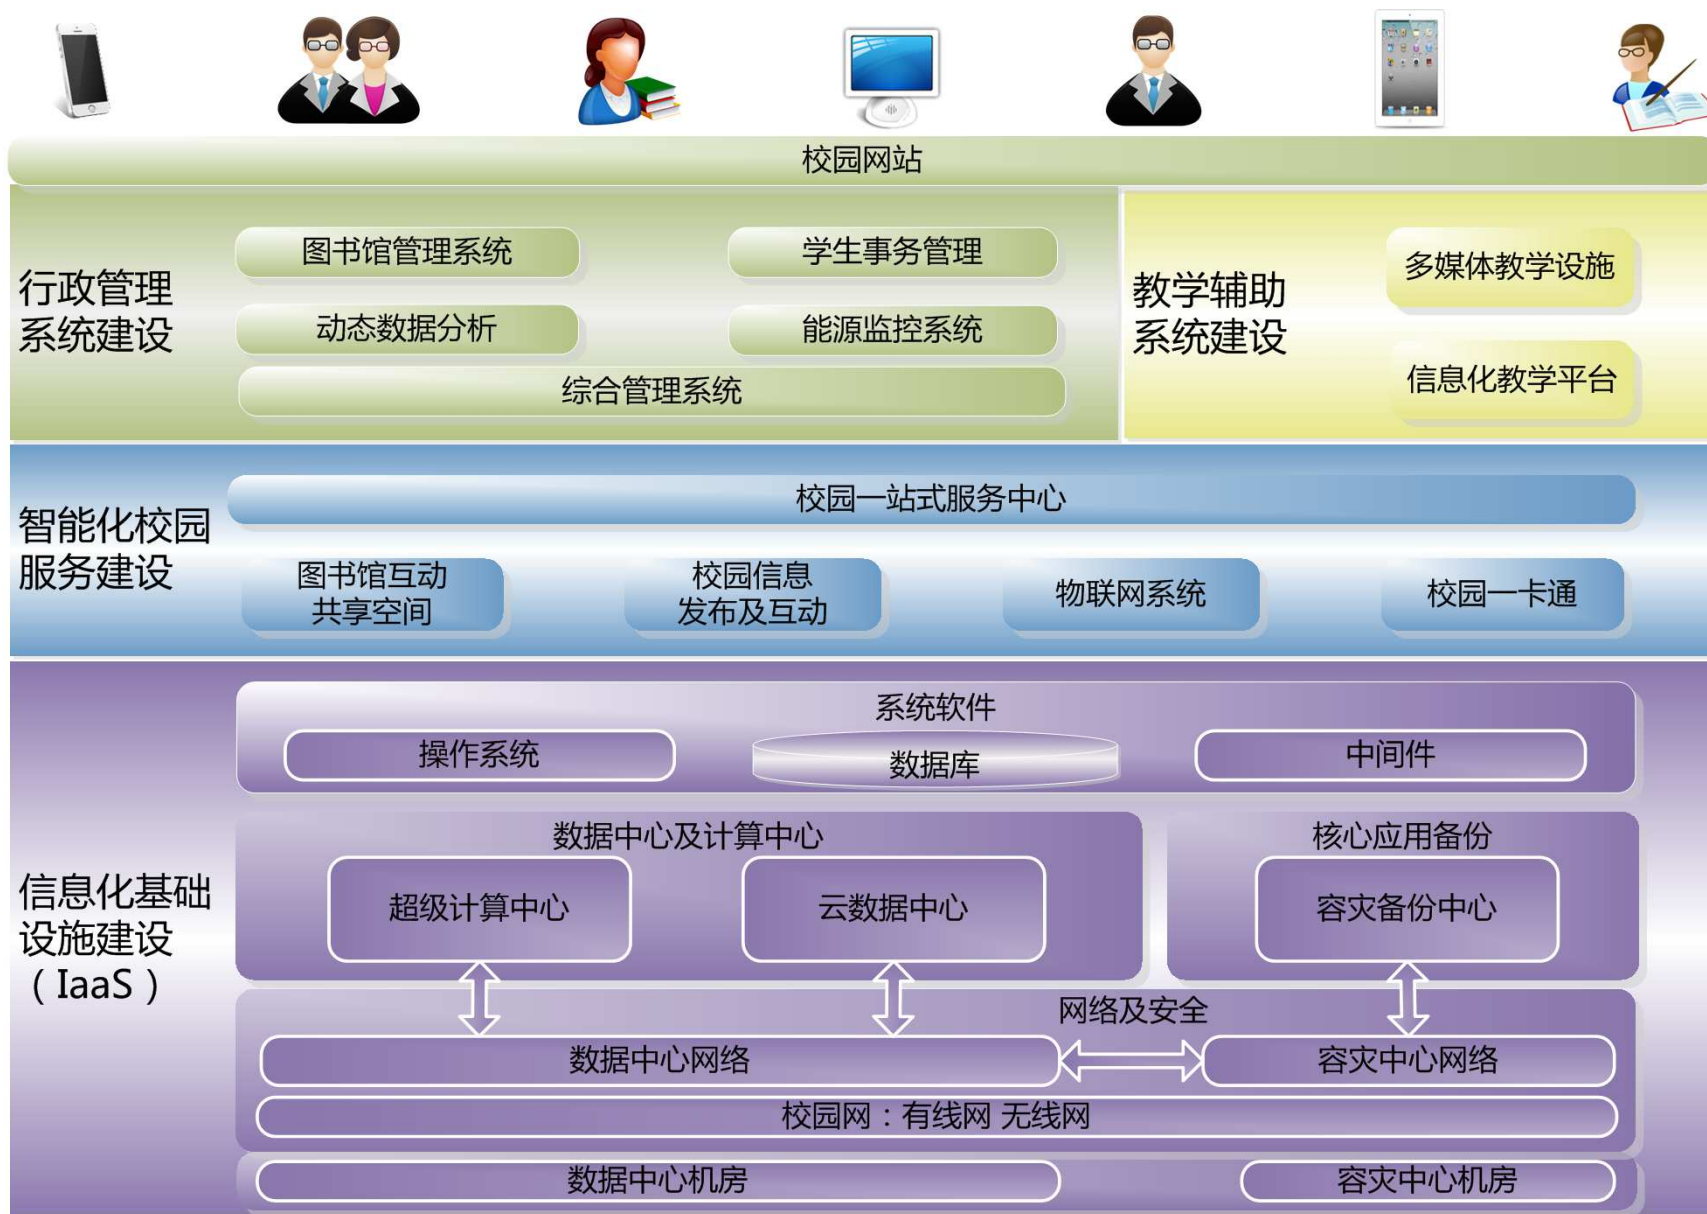 校园网站
行政管理
系统建设
图书馆管理系统
学生事务管理
动态数据分析
能源监控系统
综合管理系统
教学辅助
系统建设
多媒体教学设施
信息化教学平台
智能化校园
服务建设
校园一站式服务中心
图书馆互动
共享空间
校园信息
发布及互动
物联网系统
校园一卡通
信息化基础
设施建设
（IaaS）
系统软件
操作系统
数据库
中间件
数据中心及计算中心
超级计算中心
云数据中心
核心应用备份
容灾备份中心
网络及安全
数据中心网络
容灾中心网络
校园网：有线网 无线网
数据中心机房
容灾中心机房